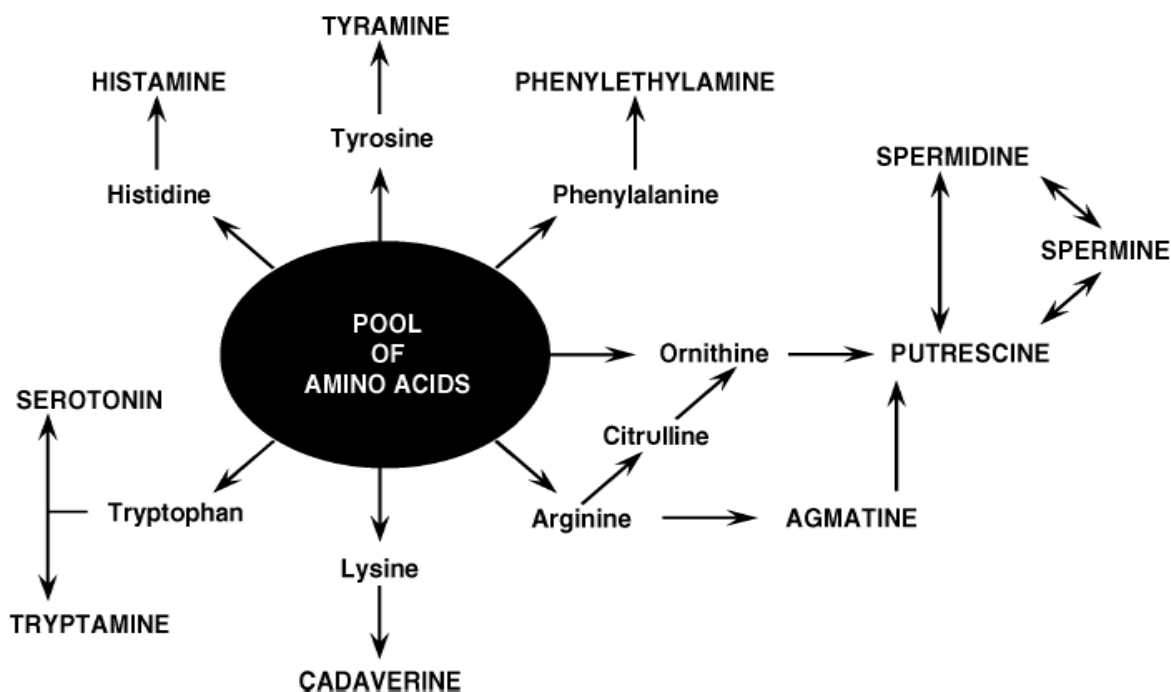 TYRAMINE
HISTAMINE
PHENYLETHYLAMINE
Tyrosine
SPERMIDINE
Histidine
Phenylalanine
SPERMINE
POOL
OF
AMINO ACIDS
Ornithine
PUTRESCINE
SEROTONIN
Citrulline
Tryptophan
Arginine
AGMATINE
Lysine
TRYPTAMINE
CADAVERINE